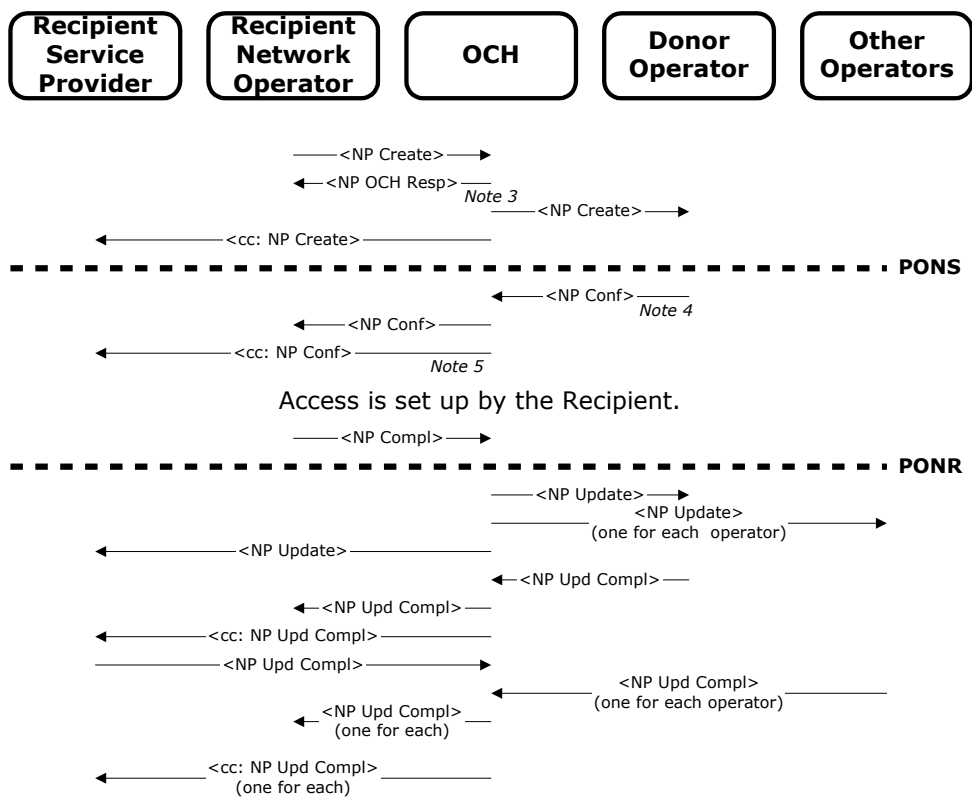 Recipient
Service
Provider
Recipient
Network
Operator
OCH
Donor
Operator
Other
Operators
<NP Create>
<NP OCH Resp>
Note 3
<NP Create>
<cc: NP Create>
PONS
<NP Conf>
Note 4
<NP Conf>
<cc: NP Conf>
Note 5
Access is set up by the Recipient.
<NP Compl>
PONR
<NP Update>
<NP Update>
(one for each operator)
<NP Update>
<NP Upd Compl>
<NP Upd Compl>
<cc: NP Upd Compl>
<NP Upd Compl>
<NP Upd Compl>
(one for each operator)
<NP Upd Compl>
(one for each)
<cc: NP Upd Compl>
(one for each)